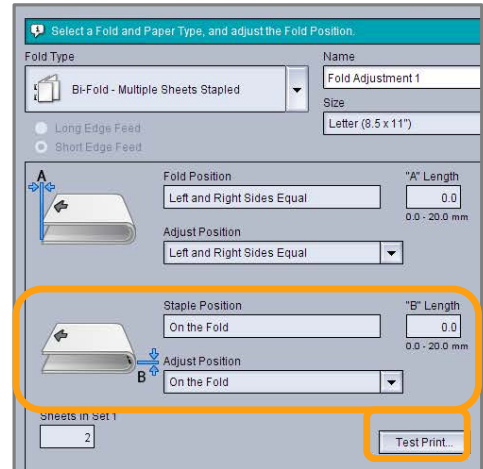 Select a Fold and Paper Type, and adjust the Fold Position.
Fold Type
Name
Bi-Fold - Multiple Sheets Stapled
Fold Adjustment 1
Size
Letter (8.5 x 11")
Long Edge Feed
Short Edge Feed
A
Fold Position
"A" Length
Left and Right Sides Equal
0.0
0.0 - 20.0 mm
Adjust Position
Left and Right Sides Equal
Staple Position
"B" Length
On the Fold
0.0
0.0 - 20.0 mm
B
Adjust Position
On the Fold
Sheets in Set 1
2
Test Print...